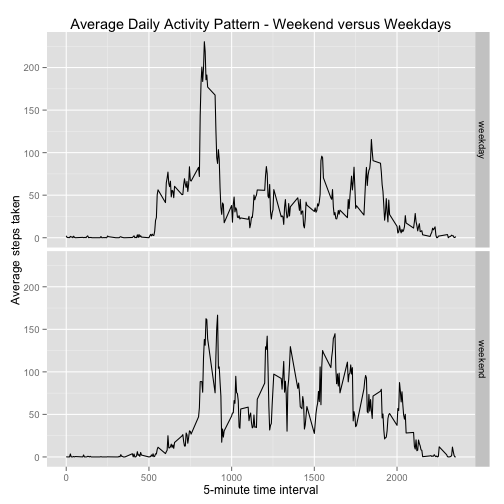 Average Daily Activity Pattern - Weekend versus Weekdays
Average steps taken
200
150
100
50
0
weekday
200
150
100
50
0
weekend
0 500 1000 1500 2000
5-minute time interval